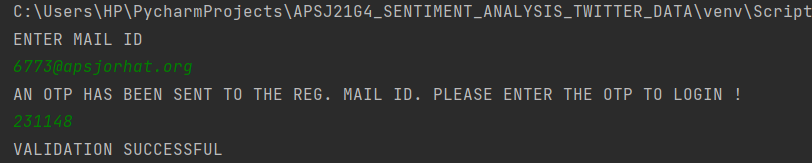 C:\Users\HP\PycharmProjects\APSJ21G4_SENTIMENT_ANALYSIS_TWITTER_DATA\venv\Script
ENTER MAIL ID
6773@apsjorhat.org
AN OTP HAS BEEN SENT TO THE REG. MAIL ID. PLEASE ENTER THE OTP TO LOGIN !
231148
VALIDATION SUCCESSFUL